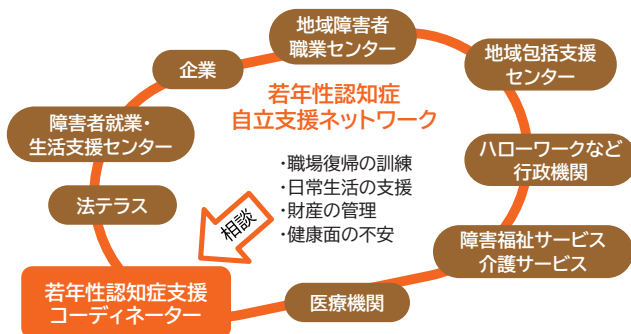 地域障害者
職業センター
企業
地域包括支援
センター
若年性認知症
自立支援ネットワーク
障害者就業・
生活支援センター
・職場復帰の訓練
・日常生活の支援
・財産の管理
・健康面の不安
ハローワークなど
行政機関
法テラス
相談
障害福祉サービス
介護サービス
若年性認知症支援
コーディネーター
医療機関